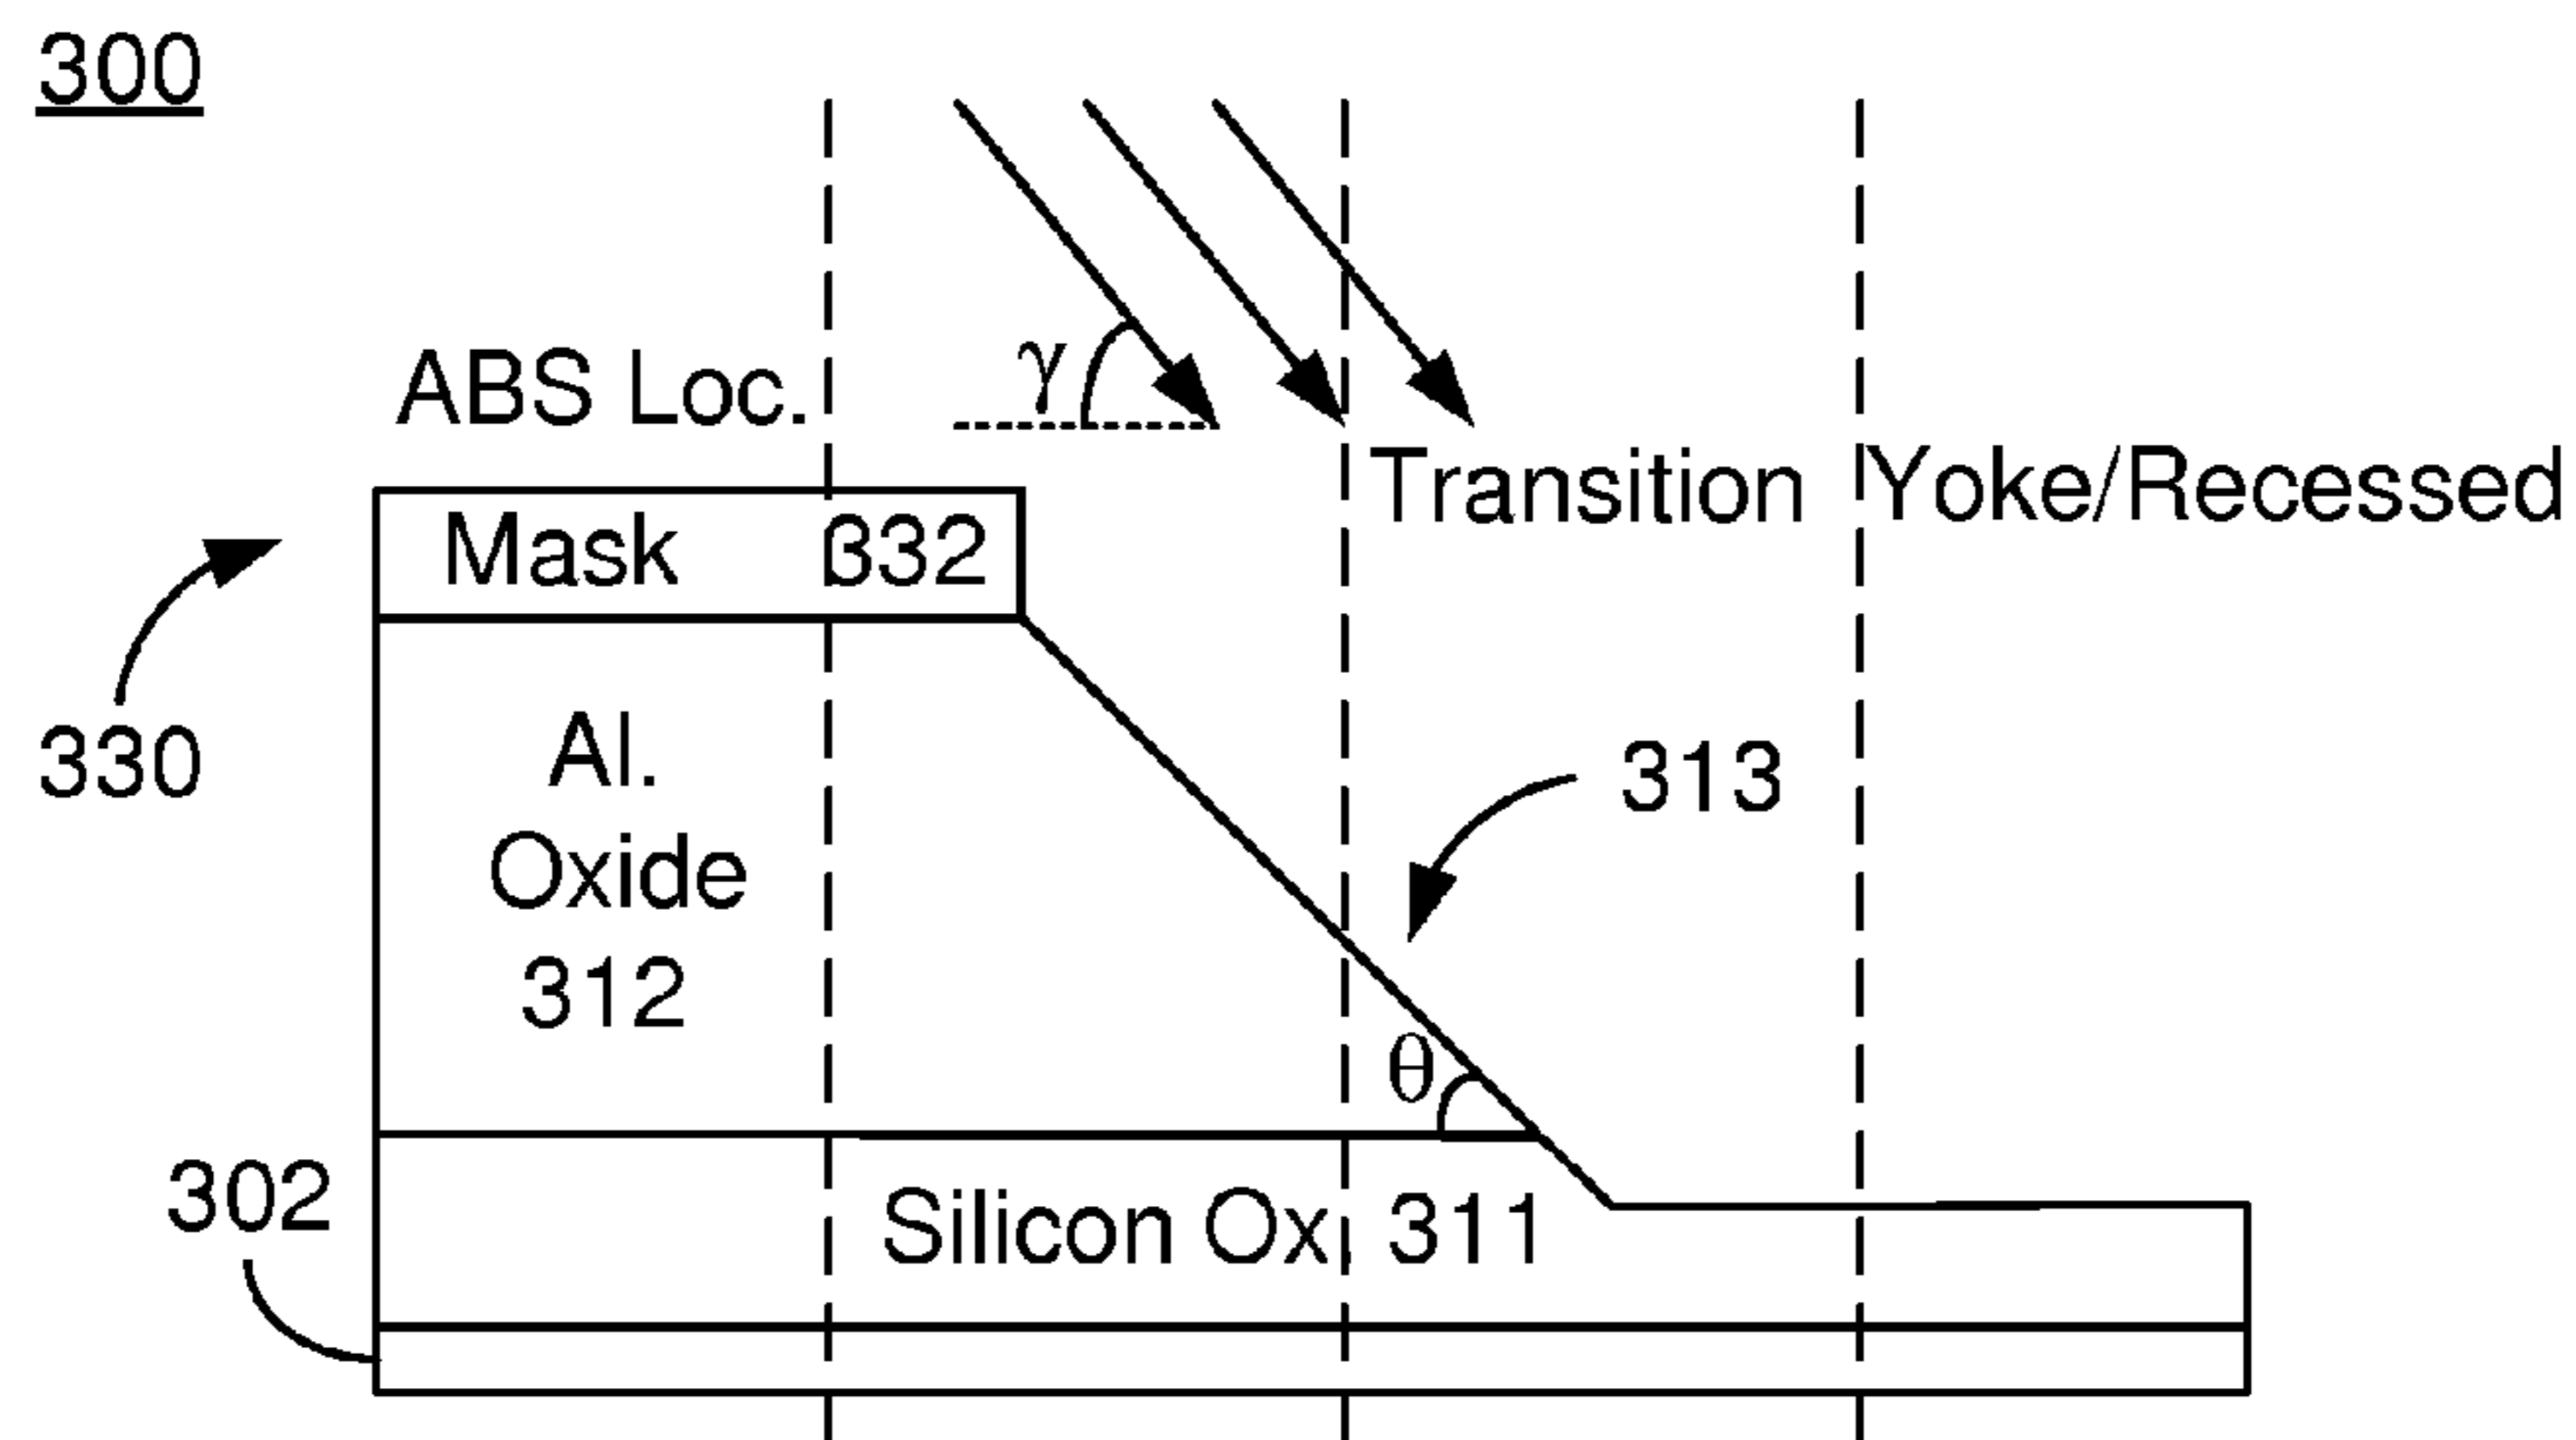 300
γ
ABS Loc.
Transition
Yoke/Recessed
Mask 332
330
Al.
Oxide
312
313
θ
302
Silicon Ox. 311